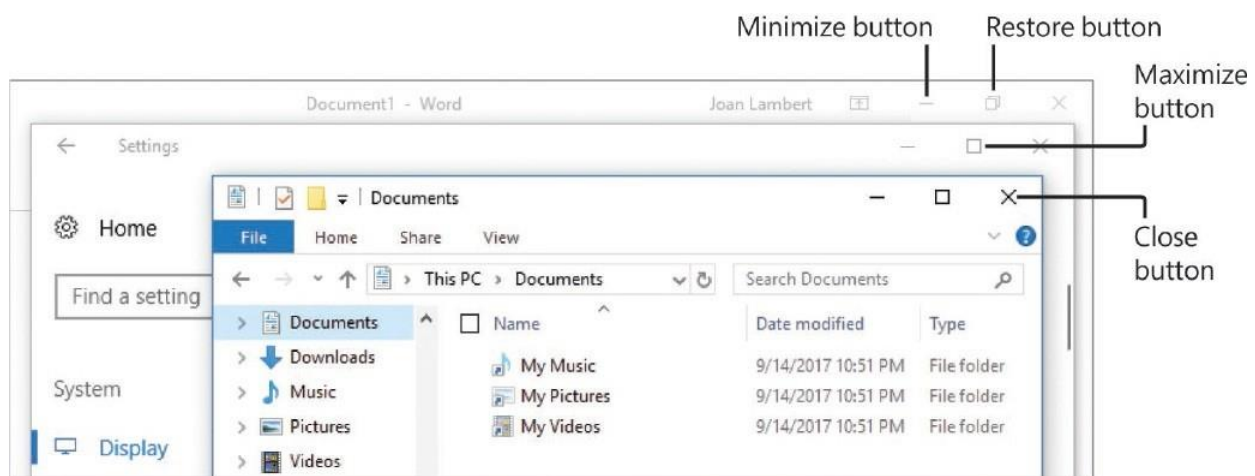 Minimize button
Restore button
Maximize
button
Document1 - Word
Joan Lambert
Settings
Documents
Home
File
Home
Share
View
Close
button
This PC > Documents
Search Documents
Find a setting
Documents
Name
Date modified
Type
Downloads
My Music
9/14/2017 10:51 PM
File folder
System
Music
My Pictures
9/14/2017 10:51 PM
File folder
Pictures
My Videos
9/14/2017 10:51 PM
File folder
Display
Videos